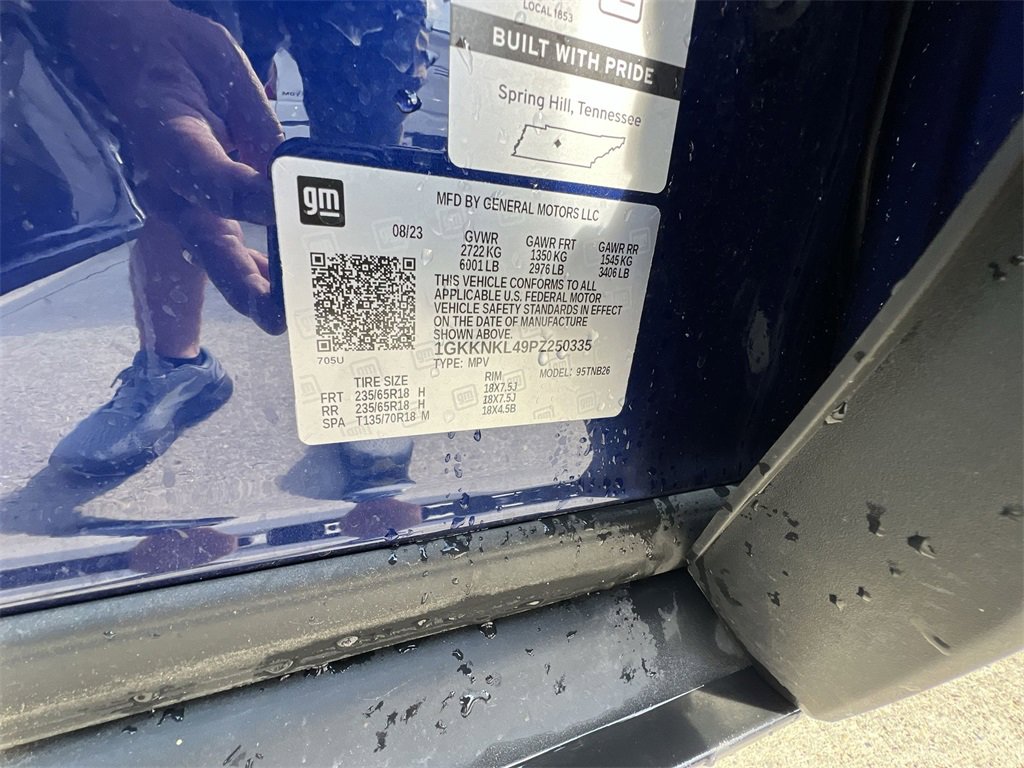 LOCAL 1853
BUILT WITH PRIDE
Spring Hill, Tennessee
gm
MFD BY GENERAL MOTORS LLC
08/23
GVWR GAWR FRT GAWR RR
2722 KG 1350 KG 1545 KG
6001 LB 2976 LB 3406 LB
THIS VEHICLE CONFORMS TO ALL
APPLICABLE U.S. FEDERAL MOTOR
VEHICLE SAFETY STANDARDS IN EFFECT
ON THE DATE OF MANUFACTURE
SHOWN ABOVE.
1GKKNKL49PZ250335
705U
TYPE: MPV MODEL: 95TNB26
TIRE SIZE RIM
FRT 235/65R18 H 18X7.5J
RR 235/65R18 H 18X7.5J
SPA T135/70R18 M 18X4.5B